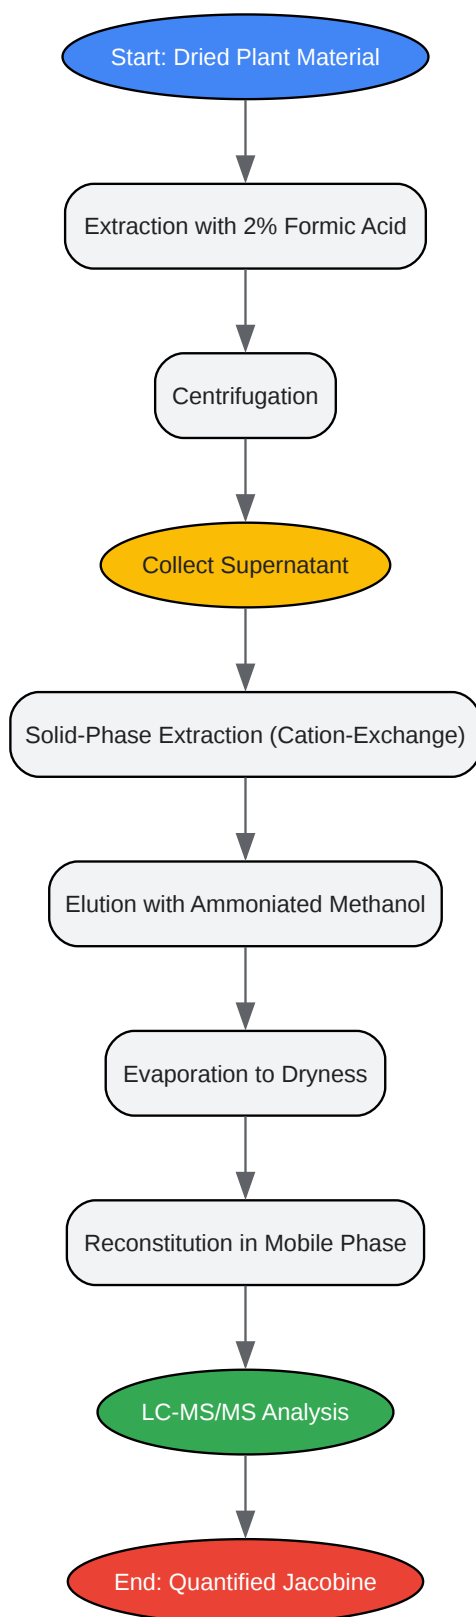 Start: Dried Plant Material
Extraction with 2% Formic Acid
Centrifugation
Collect Supernatant
Solid-Phase Extraction (Cation-Exchange)
Elution with Ammoniated Methanol
Evaporation to Dryness
Reconstitution in Mobile Phase
LC-MS/MS Analysis
End: Quantified Jacobine